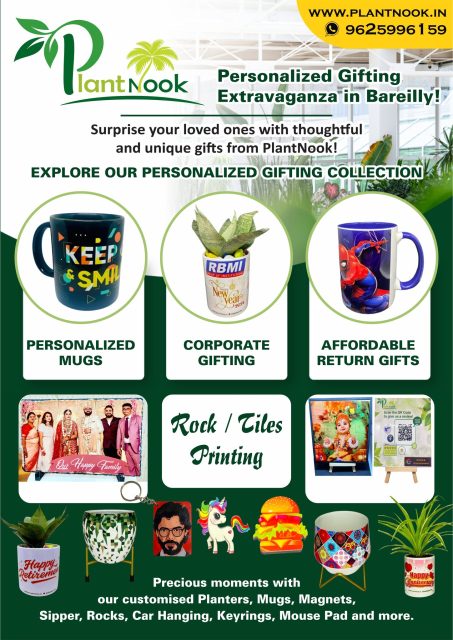 WWW.PLANTNOOK.IN
9625996159
PlantNook
Personalized Gifting
Extravaganza in Bareilly!
Surprise your loved ones with thoughtful
and unique gifts from PlantNook!
EXPLORE OUR PERSONALIZED GIFTING COLLECTION
KEEP
& SMIL
RBMI
New
Year
PERSONALIZED
MUGS
CORPORATE
GIFTING
AFFORDABLE
RETURN GIFTS
Our Happy Family
Rock / Tiles
Printing
Happy
Retirement
Happy
Precious moments with
our customised Planters, Mugs, Magnets,
Sipper, Rocks, Car Hanging, Keyrings, Mouse Pad and more.